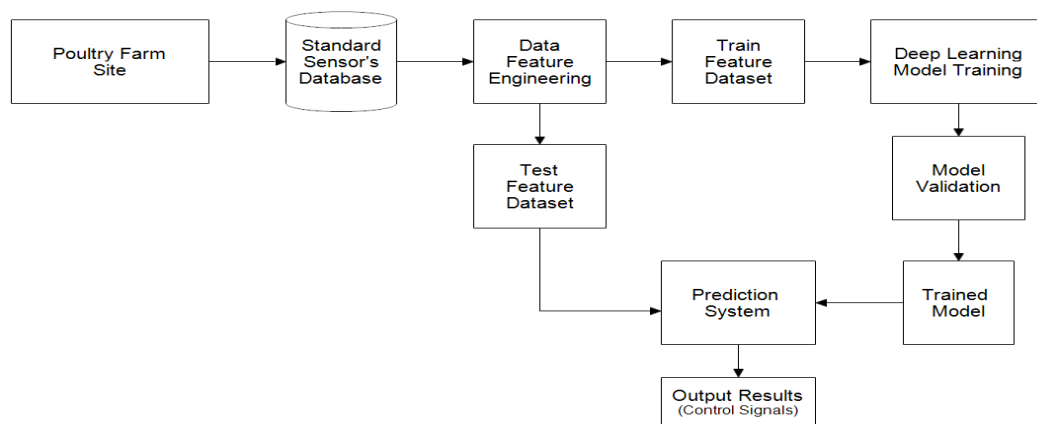 Poultry Farm
Site
Standard
Sensor's
Database
Data
Feature
Engineering
Train
Feature
Dataset
Deep Learning
Model Training
Test
Feature
Dataset
Model
Validation
Prediction
System
Trained
Model
Output Results
(Control Signals)